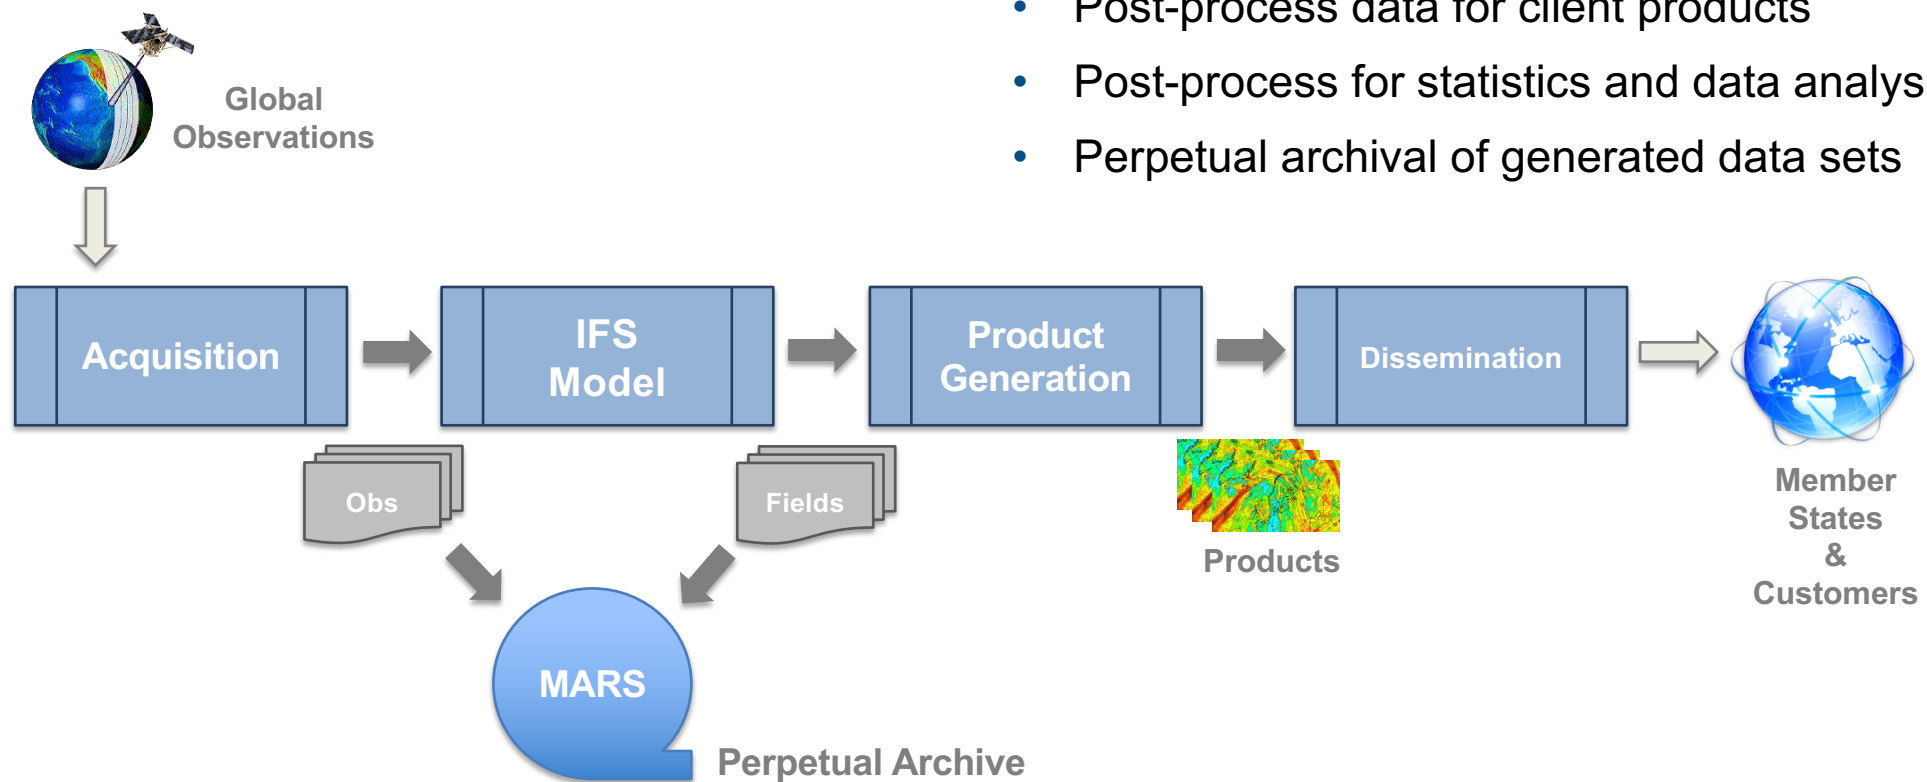 • Post-process data for client products
• Post-process for statistics and data analys
• Perpetual archival of generated data sets
Global
Observations
Acquisition
IFS
Model
Product
Generation
Dissemination
Obs
Fields
Products
Member
States
&
Customers
MARS
Perpetual Archive